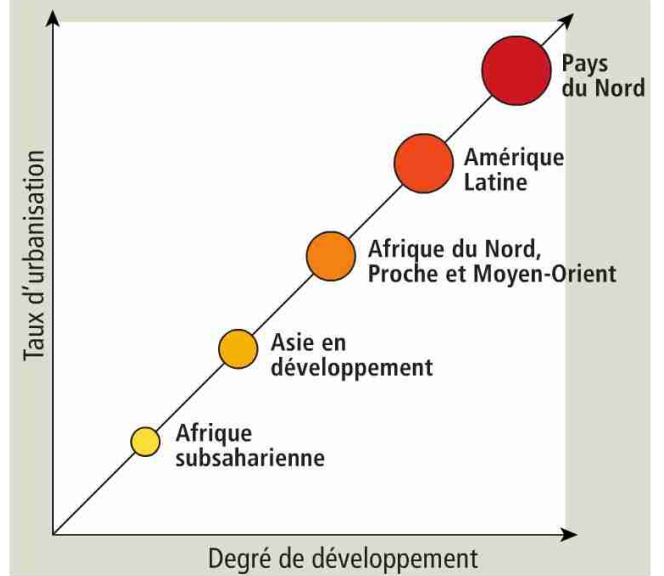 Pays
du Nord
Amérique
Latine
Afrique du Nord,
Proche et Moyen-Orient
Asie en
développement
Afrique
subsaharienne
Taux d'urbanisation
Degré de développement